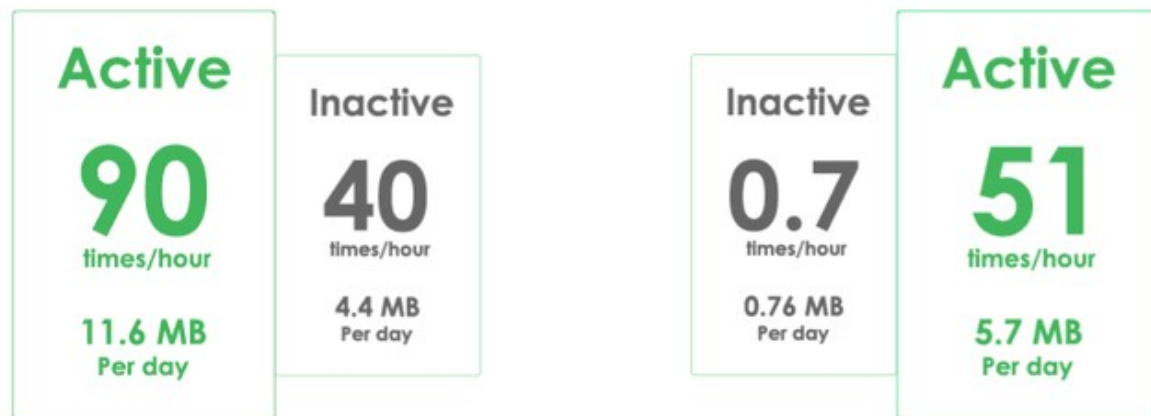 Active
90
times/hour
11.6 MB
Per day
Inactive
40
times/hour
4.4 MB
Per day
Inactive
0.7
times/hour
0.76 MB
Per day
Active
51
times/hour
5.7 MB
Per day